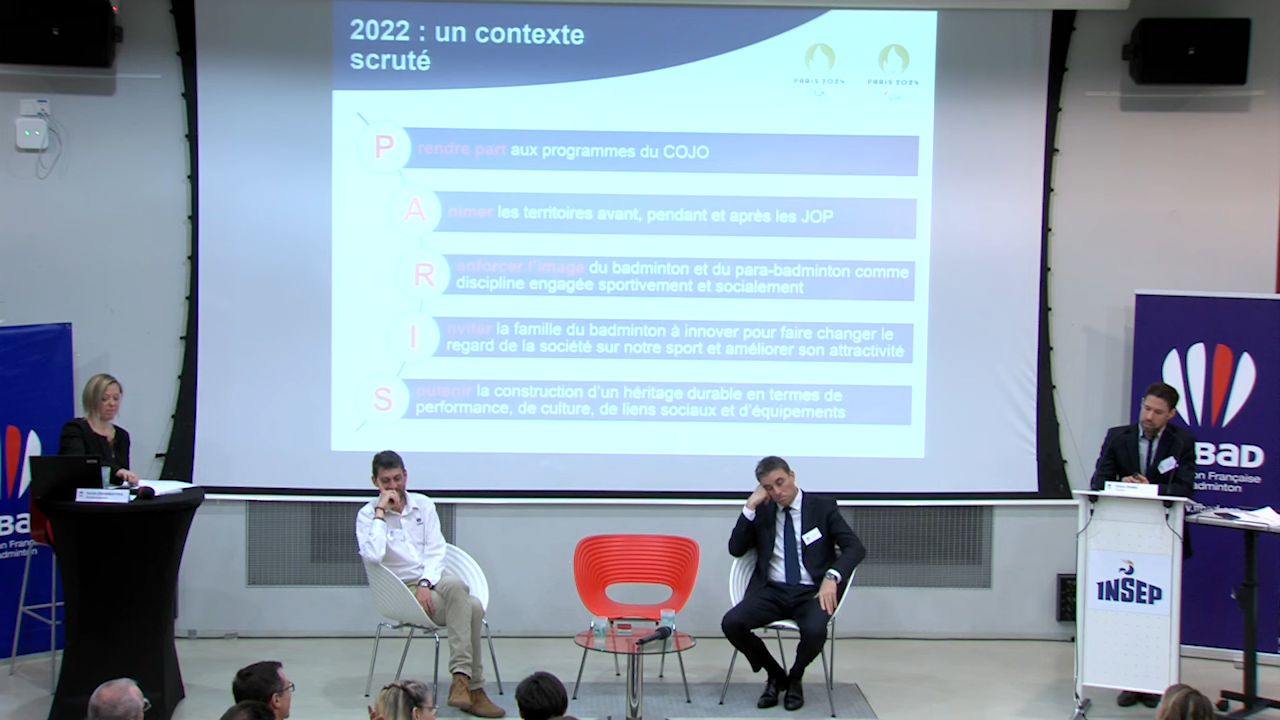 2022 : un contexte
scruté
PARIS 2024 PARIS 2024
P rendre part aux programmes du COJO
A nimer les territoires avant, pendant et après les JOP
R enforcer l'image du badminton et du para-badminton comme
discipline engagée sportivement et socialement
I nviter la famille du badminton à innover pour faire changer le
regard de la société sur notre sport et améliorer son attractivité
S outenir la construction d'un héritage durable en termes de
performance, de culture, de liens sociaux et d'équipements
BaD
on Française
adminton
Ba
on Fran
adminton
INSEP